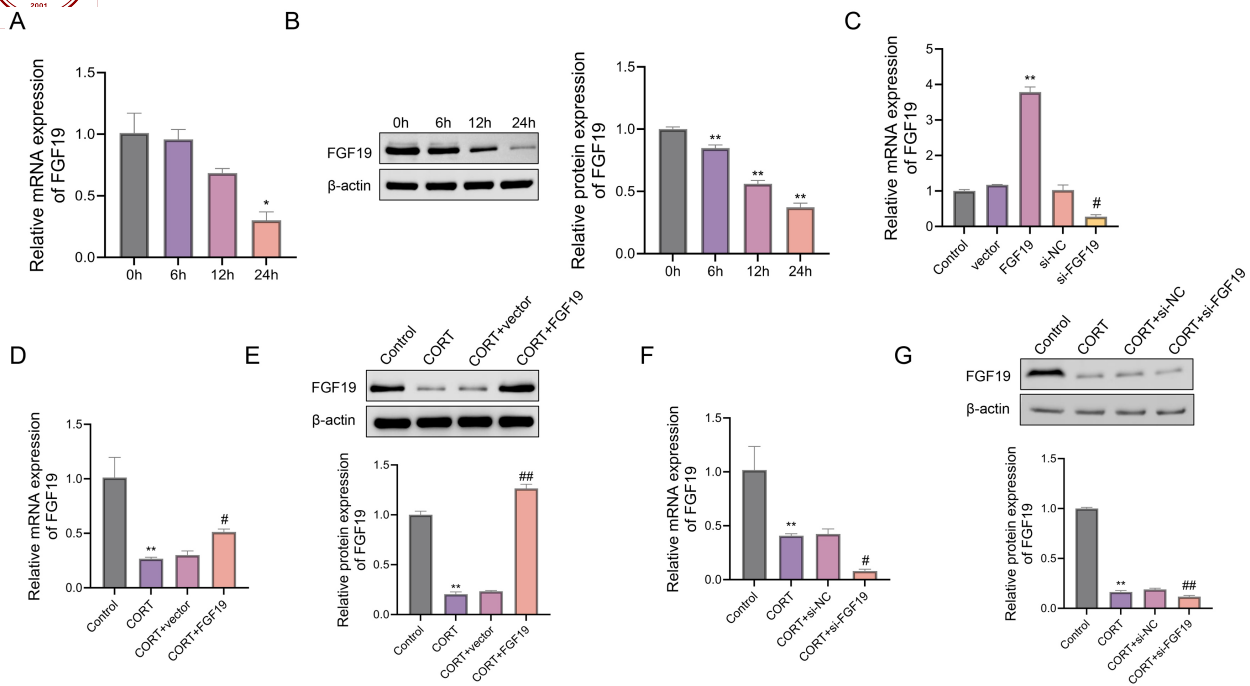 2001
A
Relative mRNA expression
of FGF19
1.5
1.0
0.5
0.0
0h
6h
12h
24h
*
B
0h 6h 12h 24h
FGF19
β-actin
Relative protein expression
of FGF19
1.5
1.0
0.5
0.0
0h
6h
12h
24h
**
**
**
C
Relative mRNA expression
of FGF19
5
4
3
2
1
0
Control
vector
FGF19
si-NC
si-FGF19
**
#
D
Relative mRNA expression
of FGF19
1.5
1.0
0.5
0.0
Control
CORT
CORT+vector
CORT+FGF19
**
#
E
Control
CORT
CORT+vector
CORT+FGF19
FGF19
β-actin
Relative protein expression
of FGF19
1.5
1.0
0.5
0.0
Control
CORT
CORT+vector
CORT+FGF19
**
##
F
Relative mRNA expression
of FGF19
1.5
1.0
0.5
0.0
Control
CORT
CORT+si-NC
CORT+si-FGF19
**
#
G
Control
CORT
CORT+si-NC
CORT+si-FGF19
FGF19
β-actin
Relative protein expression
of FGF19
1.5
1.0
0.5
0.0
Control
CORT
CORT+si-NC
CORT+si-FGF19
**
##